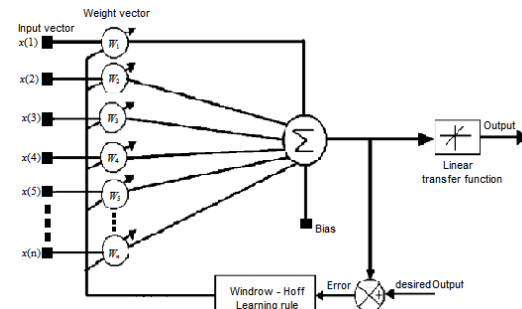 Weight vector
Input vector
x(1)
W1
x(2)
W2
x(3)
W3
x(4)
W4
x(5)
W5
x(n)
Wn
Σ
Bias
Output
Linear
transfer function
Error
desired Output
+
Windrow - Hoff
Learning rule